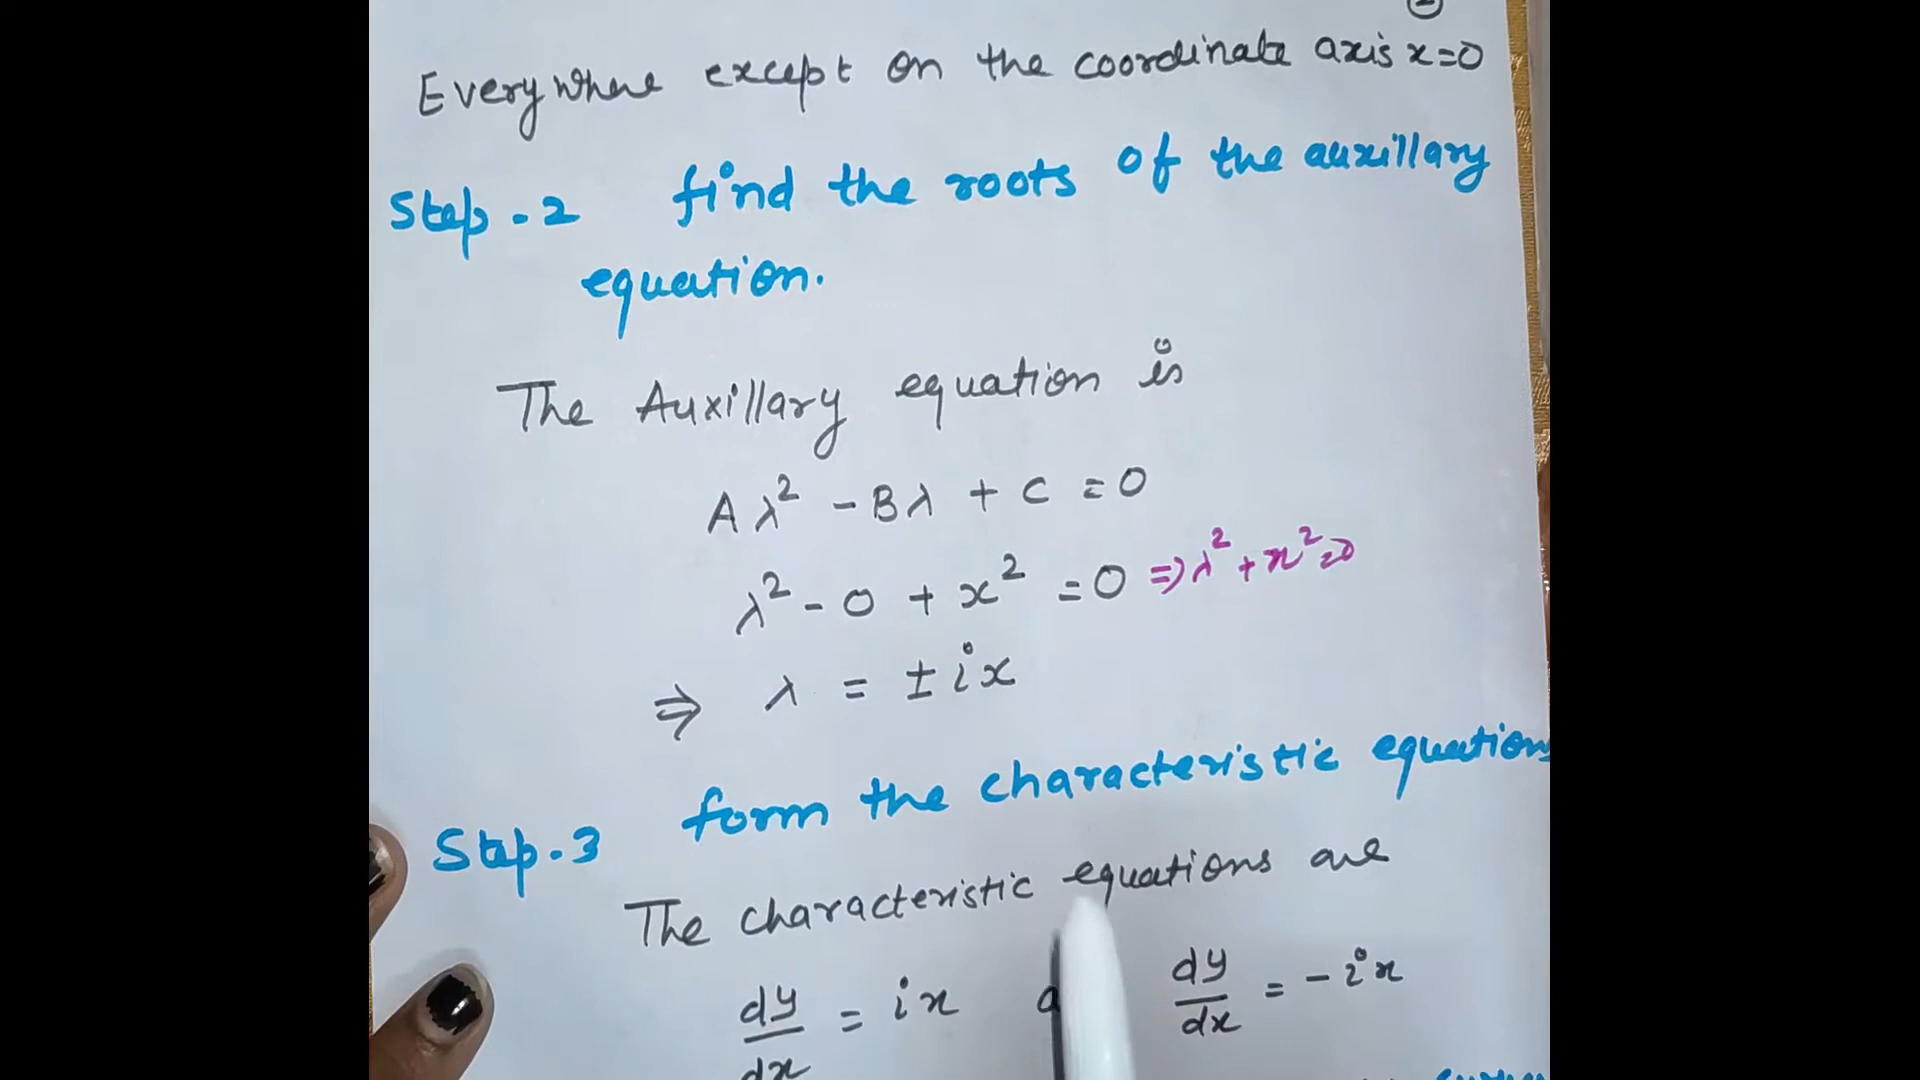 ②
Everywhere except on the coordinate axis x=0
Step-2 find the roots of the auxillary
equation.
The Auxillary equation is
Aλ² - Bλ + C = 0
λ² - 0 + x² = 0 ⇒ λ² + x² = 0
⇒ λ = ± ix
Step-3 form the characteristic equations
The characteristic equations are
dy/dx = ix dy/dx = -ix